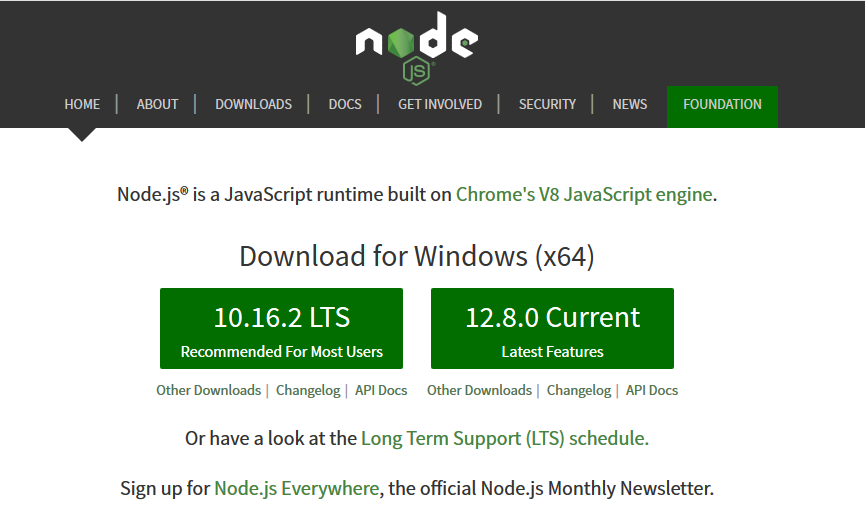 node
JS®
HOME | ABOUT | DOWNLOADS | DOCS | GET INVOLVED | SECURITY | NEWS FOUNDATION
Node.js® is a JavaScript runtime built on Chrome's V8 JavaScript engine.
Download for Windows (x64)
10.16.2 LTS
Recommended For Most Users
12.8.0 Current
Latest Features
Other Downloads | Changelog | API Docs
Other Downloads | Changelog | API Docs
Or have a look at the Long Term Support (LTS) schedule.
Sign up for Node.js Everywhere, the official Node.js Monthly Newsletter.